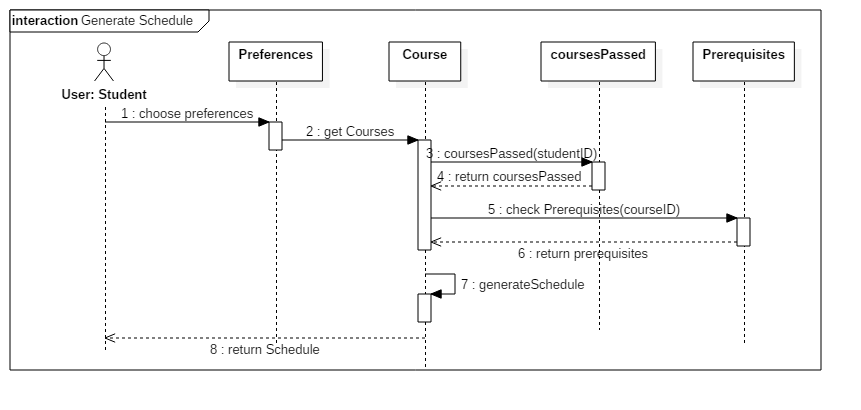 interaction Generate Schedule
Preferences
Course
coursesPassed
Prerequisites
User: Student
1 : choose preferences
2 : get Courses
3 : coursesPassed(studentID)
4 : return coursesPassed
5 : check Prerequisites(courseID)
6 : return prerequisites
7 : generateSchedule
8 : return Schedule